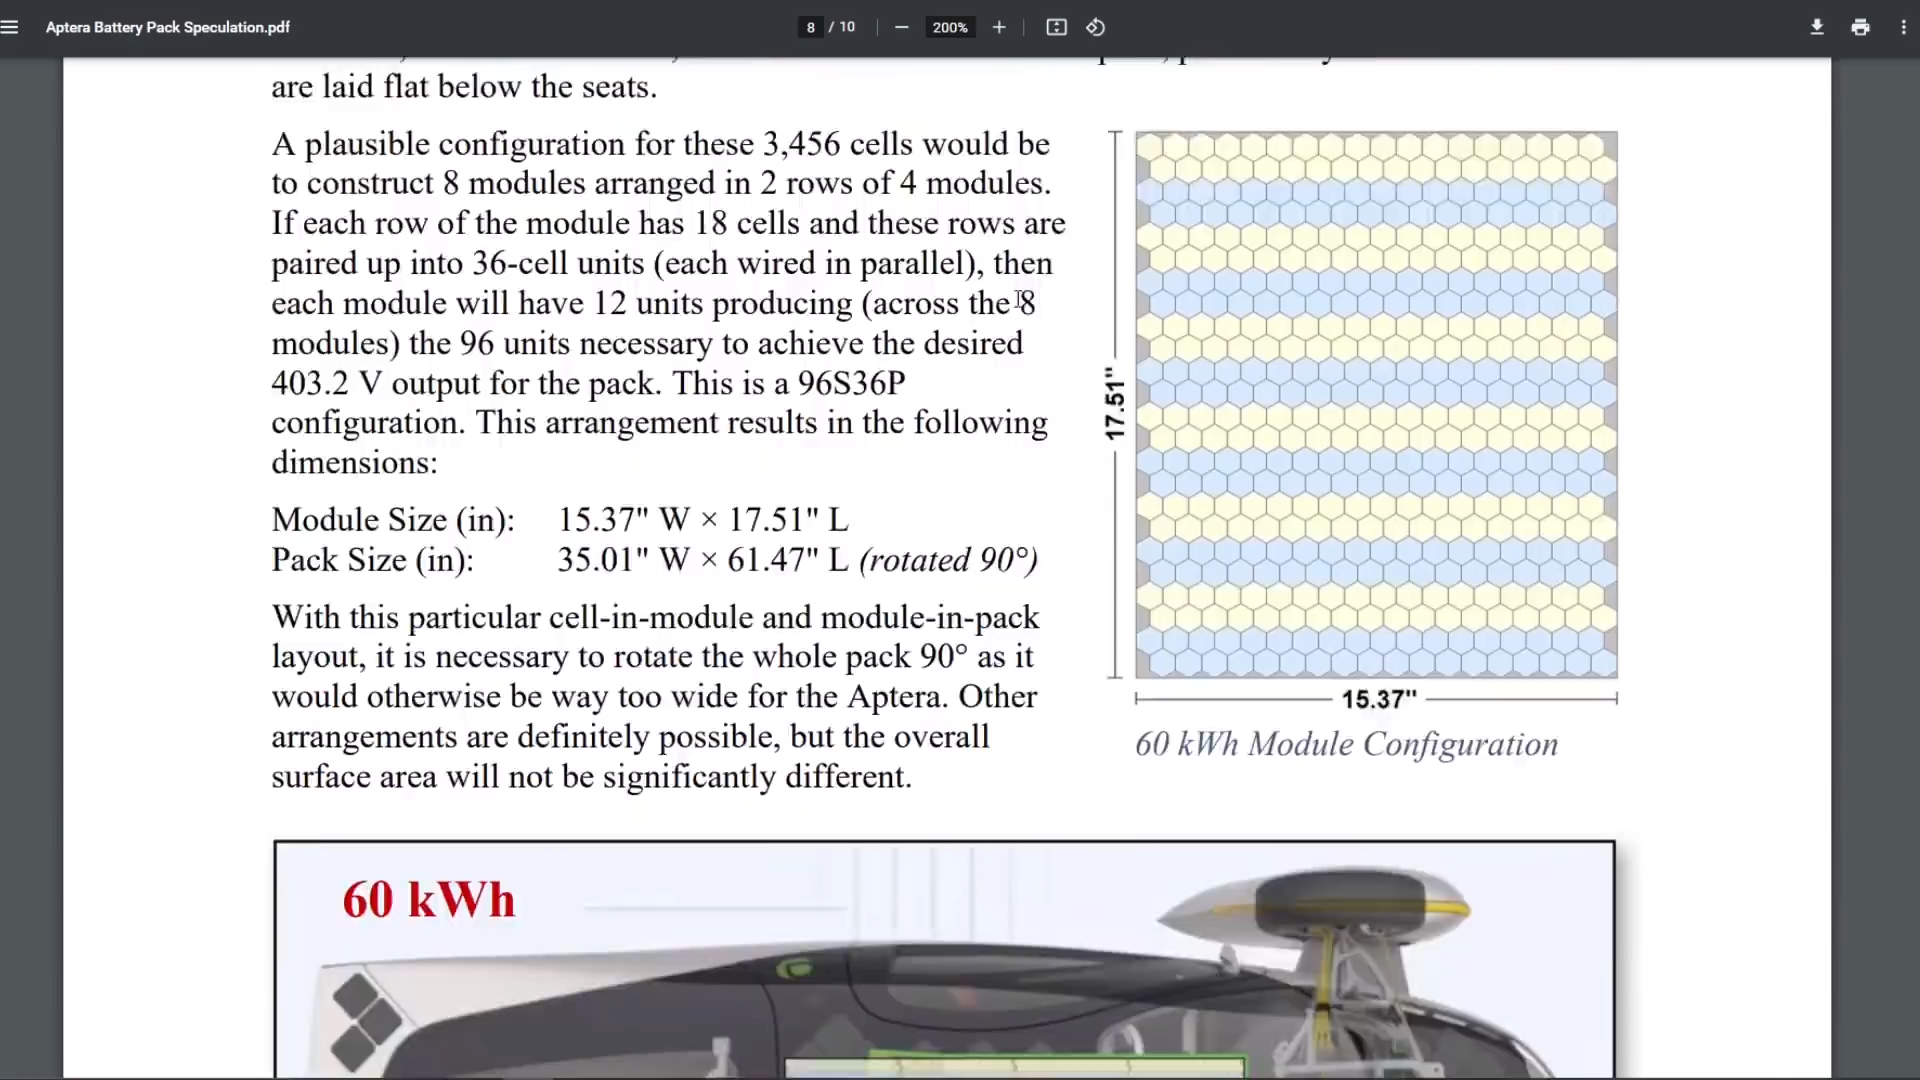 Aptera Battery Pack Speculation.pdf
8 / 10
200%
are laid flat below the seats.
A plausible configuration for these 3,456 cells would be
to construct 8 modules arranged in 2 rows of 4 modules.
If each row of the module has 18 cells and these rows are
paired up into 36-cell units (each wired in parallel), then
each module will have 12 units producing (across the 8
modules) the 96 units necessary to achieve the desired
403.2 V output for the pack. This is a 96S36P
configuration. This arrangement results in the following
dimensions:
Module Size (in): 15.37" W × 17.51" L
Pack Size (in): 35.01" W × 61.47" L (rotated 90°)
With this particular cell-in-module and module-in-pack
layout, it is necessary to rotate the whole pack 90° as it
would otherwise be way too wide for the Aptera. Other
arrangements are definitely possible, but the overall
surface area will not be significantly different.
17.51"
15.37"
60 kWh Module Configuration
60 kWh